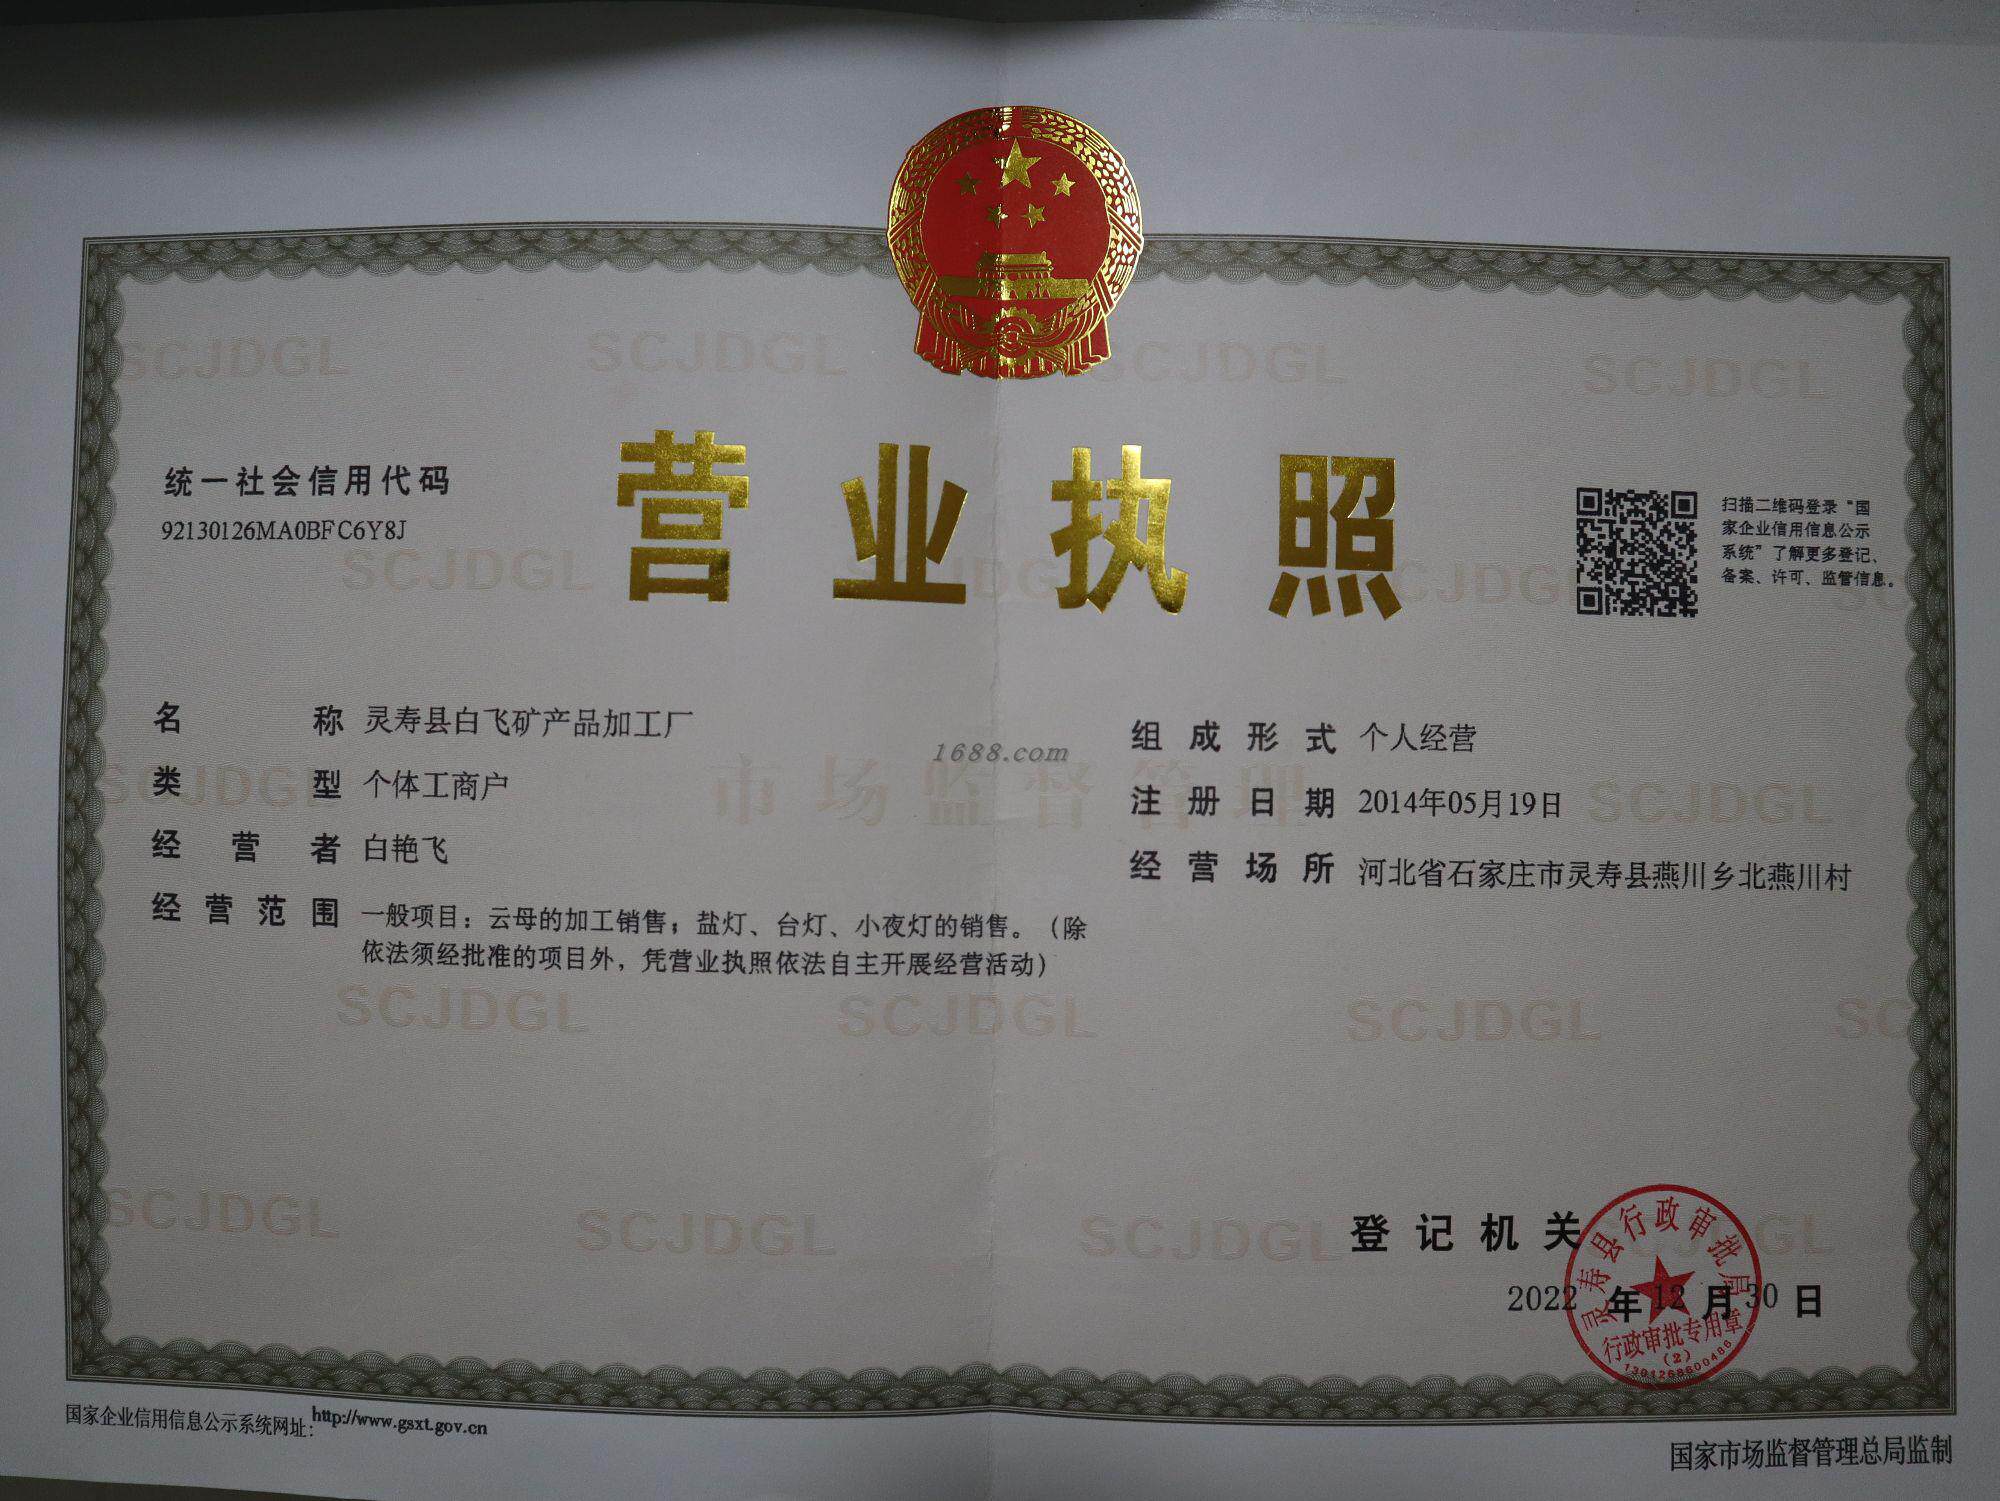 营业执照
统一社会信用代码
92130126MA0BFC6Y8J
扫描二维码登录“国
家企业信用信息公示
系统”了解更多登记、
备案、许可、监管信息。
名称 灵寿县白飞矿产品加工厂
类型 个体工商户
经营者 白艳飞
经营范围 一般项目：云母的加工销售；盐灯、台灯、小夜灯的销售。（除
依法须经批准的项目外，凭营业执照依法自主开展经营活动）
组成形式 个人经营
注册日期 2014年05月19日
经营场所 河北省石家庄市灵寿县燕川乡北燕川村
1688.com
市场监督管理
SCJDGL
登记机关
2022年12月30日
灵寿县行政审批局
行政审批专用章
（2）
1301268600486
国家企业信用信息公示系统网址：http://www.gsxt.gov.cn
国家市场监督管理总局监制